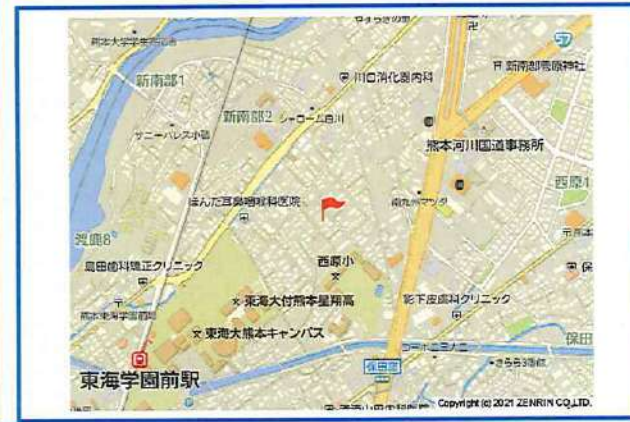 新南部1
新南部2
川口消化器内科
57
新南部菅原神社
シャローム白川
サニーパレス小磧
熊本河川国道事務所
西原1
ほんだ耳鼻咽喉科医院
南九州マツダ
渡鹿8
島田歯科矯正クリニック
西原小
東海大付熊本星翔高
影下皮膚科クリニック
東海大熊本キャンパス
保田
東海学園前駅
保田窪
Copyright (c) 2021 ZENRIN CO.,LTD.